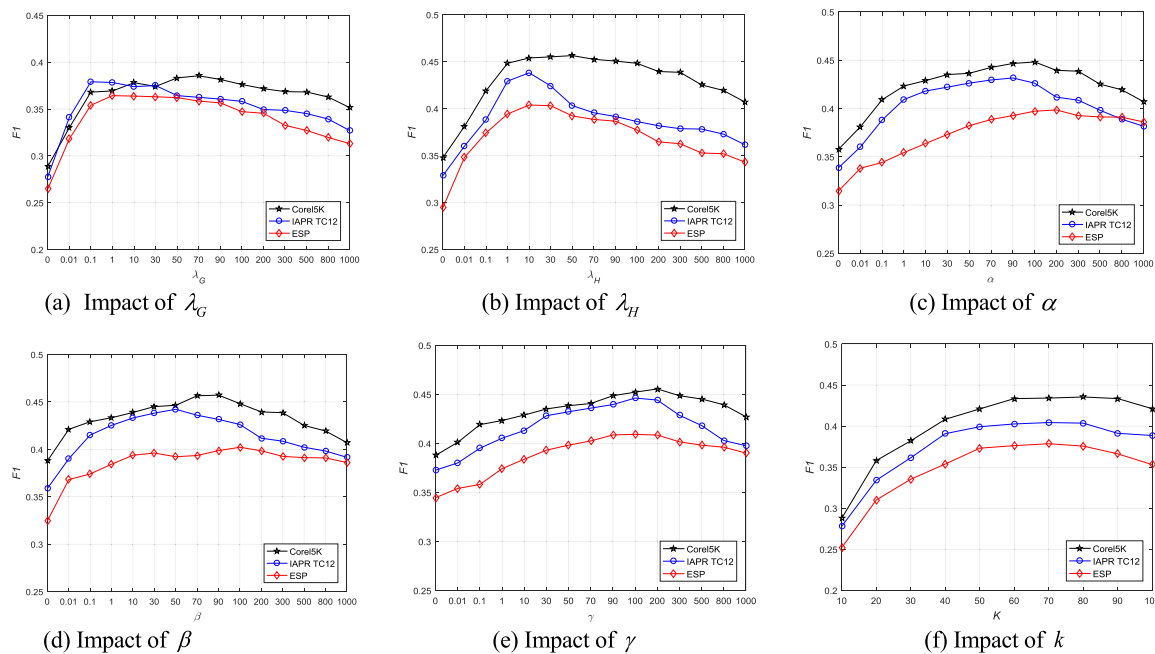 0.45
0.4
0.35
0.3
0.25
0.2
F1
0 0.01 0.1 1 10 30 50 70 90 100 200 300 500 800 1000
λG
Corel5K
IAPR TC12
ESP
(a) Impact of λG
0.5
0.45
0.4
0.35
0.3
0.25
F1
0 0.01 0.1 1 10 30 50 70 90 100 200 300 500 800 1000
λH
Corel5K
IAPR TC12
ESP
(b) Impact of λH
0.5
0.45
0.4
0.35
0.3
0.25
F1
0 0.01 0.1 1 10 30 50 70 90 100 200 300 500 800 1000
α
Corel5K
IAPR TC12
ESP
(c) Impact of α
0.5
0.45
0.4
0.35
0.3
0.25
F1
0 0.01 0.1 1 10 30 50 70 90 100 200 300 500 800 1000
β
Corel5K
IAPR TC12
ESP
(d) Impact of β
0.5
0.45
0.4
0.35
0.3
0.25
F1
0 0.01 0.1 1 10 30 50 70 90 100 200 300 500 800 1000
γ
Corel5K
IAPR TC12
ESP
(e) Impact of γ
0.5
0.45
0.4
0.35
0.3
0.25
0.2
F1
10 20 30 40 50 60 70 80 90 100
K
Corel5K
IAPR TC12
ESP
(f) Impact of k